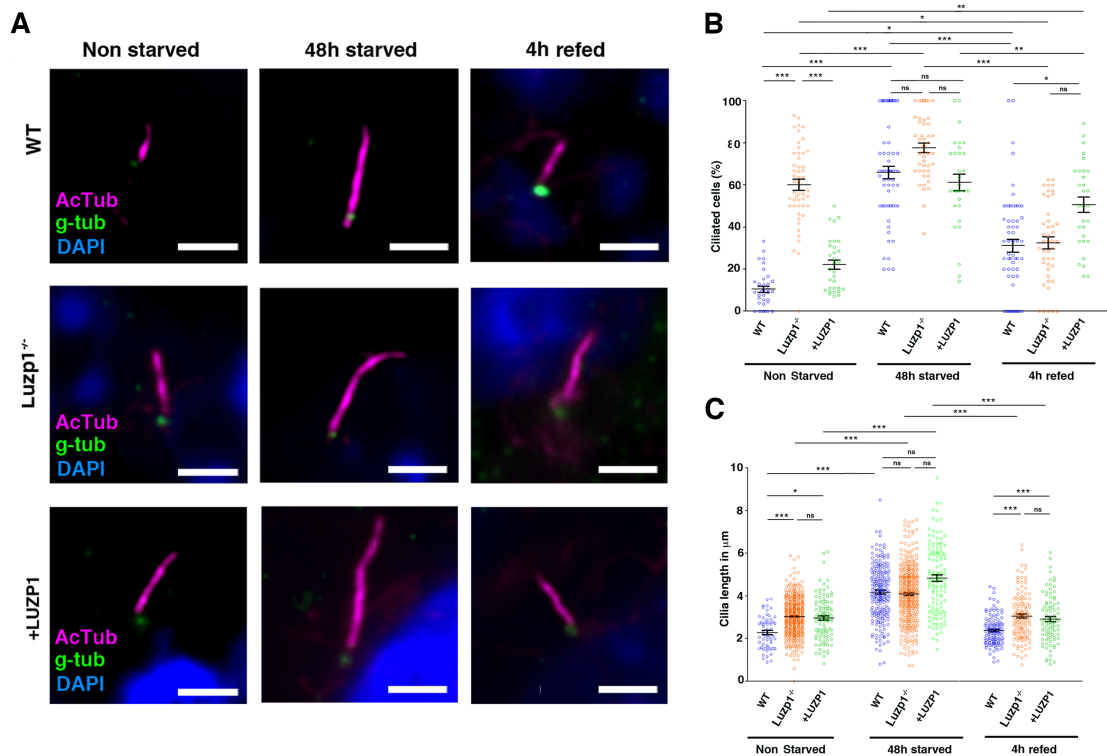 A
Non starved
48h starved
4h refed
WT
AcTub
g-tub
DAPI
Luzp1-/-
AcTub
g-tub
DAPI
+LUZP1
AcTub
g-tub
DAPI
B
**
*
*
***
*** **
*** ***
*** *** ns *
ns ns ns
100
80
60
40
20
0
Ciliated cells (%)
WT Luzp1-/- +LUZP1 WT Luzp1-/- +LUZP1 WT Luzp1-/- +LUZP1
Non Starved 48h starved 4h refed
C
***
***
***
***
*** ns
ns ns
* ***
*** ns *** ns
10
8
6
4
2
0
Cilia length in µm
WT Luzp1-/- +LUZP1 WT Luzp1-/- +LUZP1 WT Luzp1-/- +LUZP1
Non Starved 48h starved 4h refed